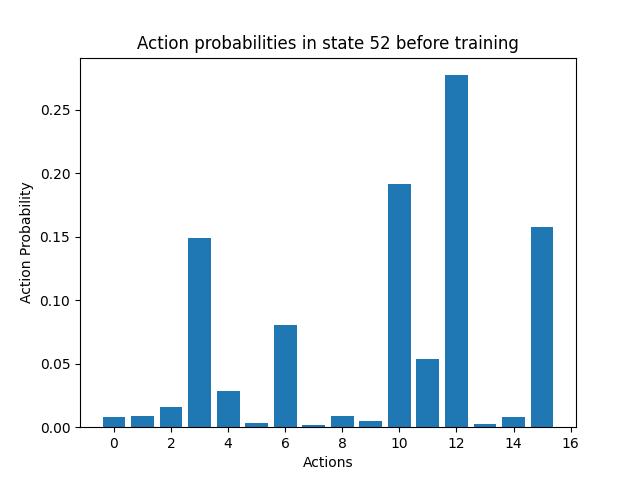 Action probabilities in state 52 before training
Action Probability
0.25
0.20
0.15
0.10
0.05
0.00
0 2 4 6 8 10 12 14 16
Actions